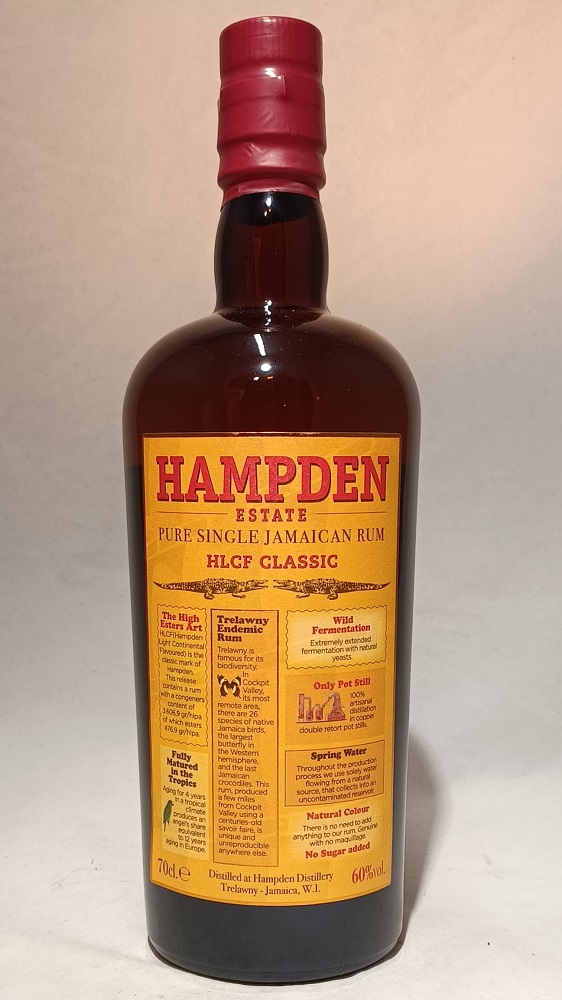 HAMPDEN
ESTATE
PURE SINGLE JAMAICAN RUM
HLCF CLASSIC
The High
Esters Art
HLCF(Hampden
Light Continental
Flavoured) is the
classic mark of
Hampden.
This release
contains a rum
with a congeners
content of
1.606,9 gr/hlpa
of which esters
476,9 gr/hlpa.
Fully
Matured
in the
Tropics
Aging for 4 years
in a tropical
climate
produces an
angel's share
equivalent
to 12 years
aging in Europe.
Trelawny
Endemic
Rum
Trelawny is
famous for its
biodiversity.
In
Cockpit
Valley,
its most
remote area,
there are 26
species of native
Jamaica birds,
the largest
butterfly in
the Western
hemisphere,
and the last
Jamaican
crocodiles. This
rum, produced
a few miles
from Cockpit
Valley using a
centuries-old
savoir faire, is
unique and
unreproducible
anywhere else.
Wild
Fermentation
Extremely extended
fermentation with natural
yeasts.
Only Pot Still
100%
artisanal
distillation
in copper
double retort pot stills.
Spring Water
Throughout the production
process we use solely water
flowing from a natural
source, that collects into an
uncontaminated reservoir.
Natural Colour
There is no need to add
anything to our rum. Genuine
with no maquillage.
No Sugar added
70cl.e
Distilled at Hampden Distillery
Trelawny - Jamaica, W.I.
60%vol.